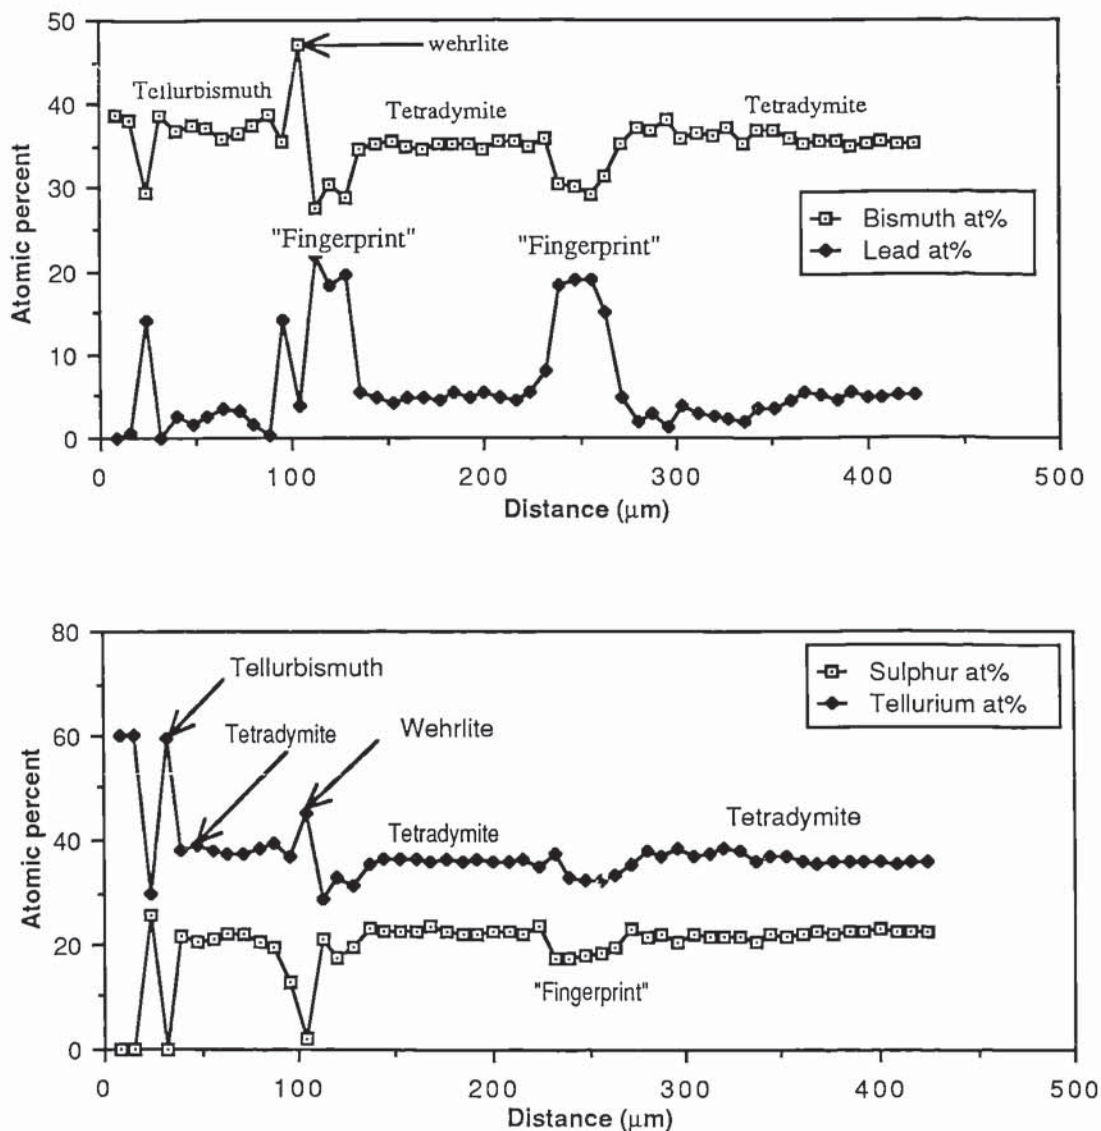 50
40
30
20
10
0
Atomic percent
wehrlite
Tellurbismuth
Tetradymite
Tetradymite
"Fingerprint"
"Fingerprint"
Bismuth at%
Lead at%
0 100 200 300 400 500
Distance (µm)
80
60
40
20
0
Atomic percent
Tellurbismuth
Tetradymite
Wehrlite
Tetradymite
Tetradymite
"Fingerprint"
Sulphur at%
Tellurium at%
0 100 200 300 400 500
Distance (µm)